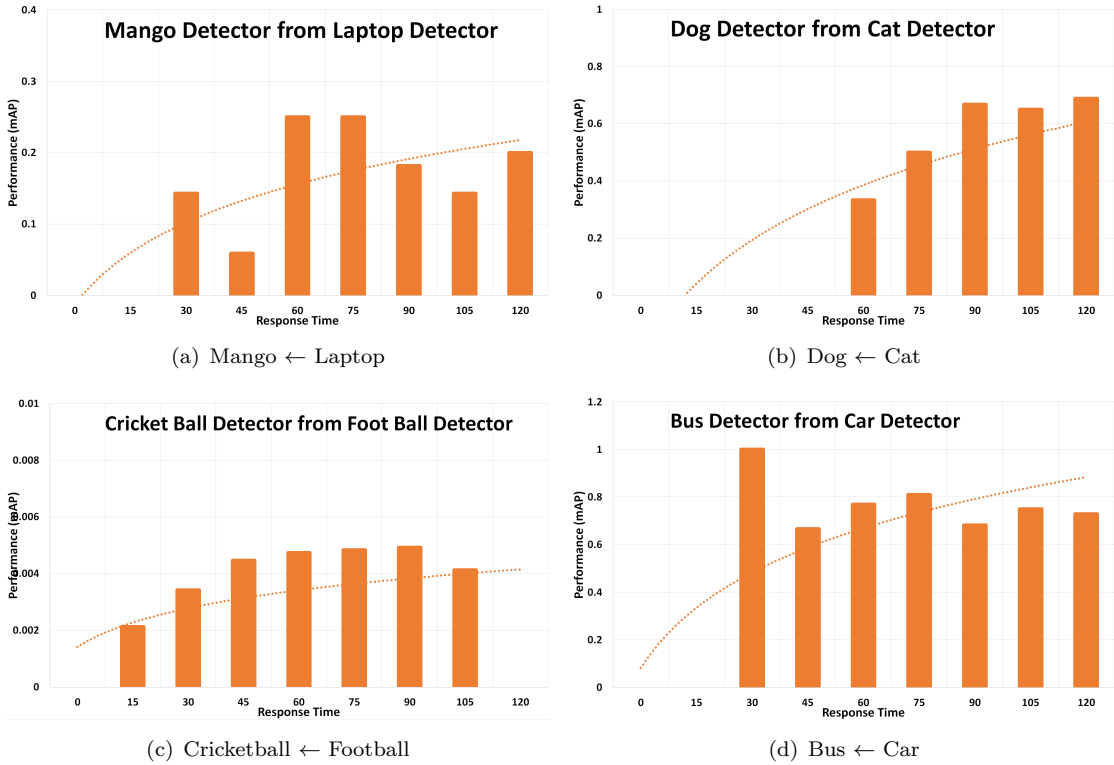 Mango Detector from Laptop Detector
Performance (mAP)
0.4
0.3
0.2
0.1
0
0 15 30 45 60 75 90 105 120
Response Time
(a) Mango ← Laptop
Dog Detector from Cat Detector
Performance (mAP)
1
0.8
0.6
0.4
0.2
0
0 15 30 45 60 75 90 105 120
Response Time
(b) Dog ← Cat
Cricket Ball Detector from Foot Ball Detector
Performance (mAP)
0.01
0.008
0.006
0.004
0.002
0
0 15 30 45 60 75 90 105 120
Response Time
(c) Cricketball ← Football
Bus Detector from Car Detector
Performance (mAP)
1.2
1
0.8
0.6
0.4
0.2
0
0 15 30 45 60 75 90 105 120
Response Time
(d) Bus ← Car